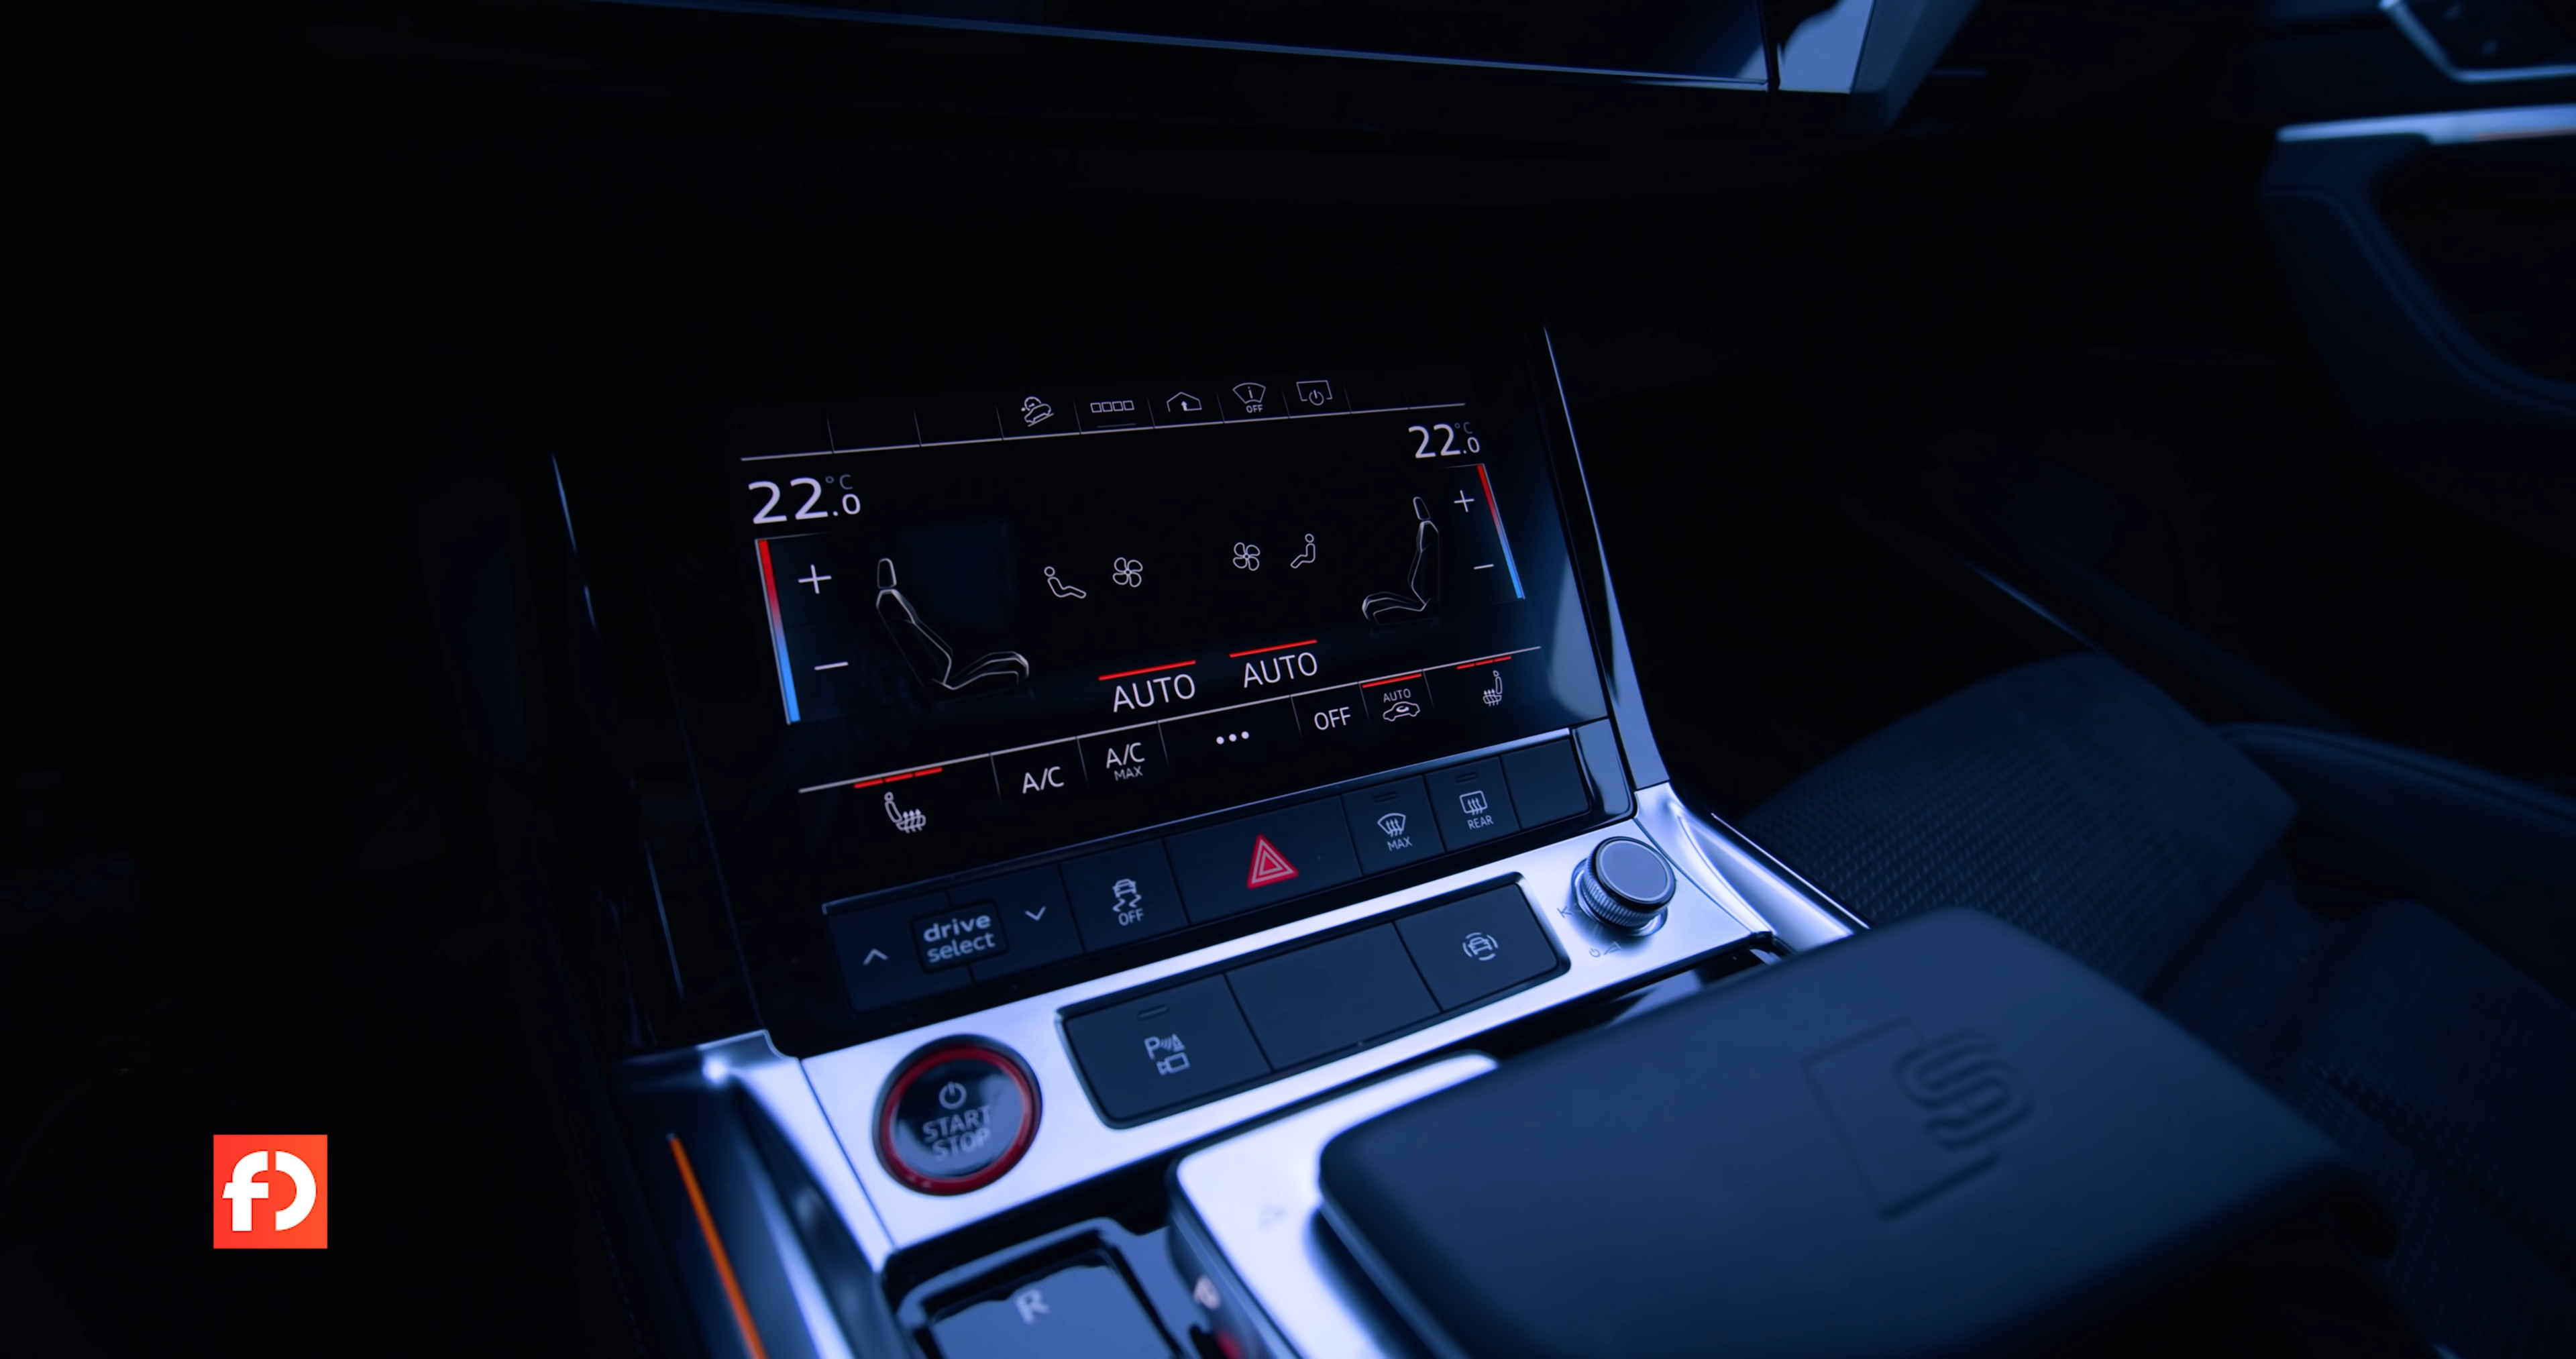 OFF
22.0 °C
22.0 °C
AUTO
AUTO
A/C
A/C
MAX
OFF
AUTO
MAX
REAR
drive
select
OFF
P
START
STOP
R